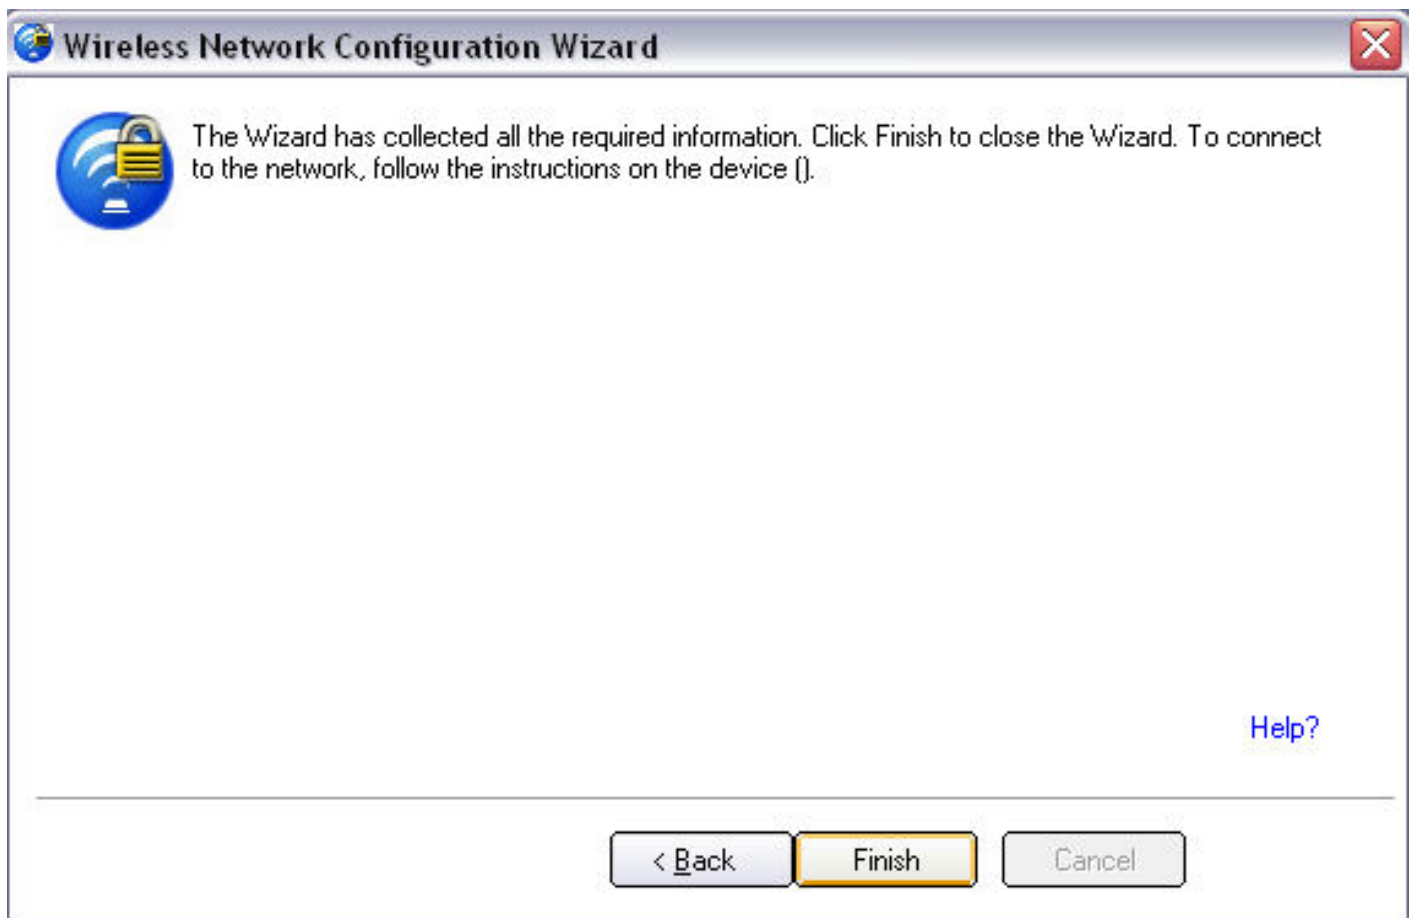 Wireless Network Configuration Wizard
The Wizard has collected all the required information. Click Finish to close the Wizard. To connect
to the network, follow the instructions on the device ().
Help?
< Back
Finish
Cancel